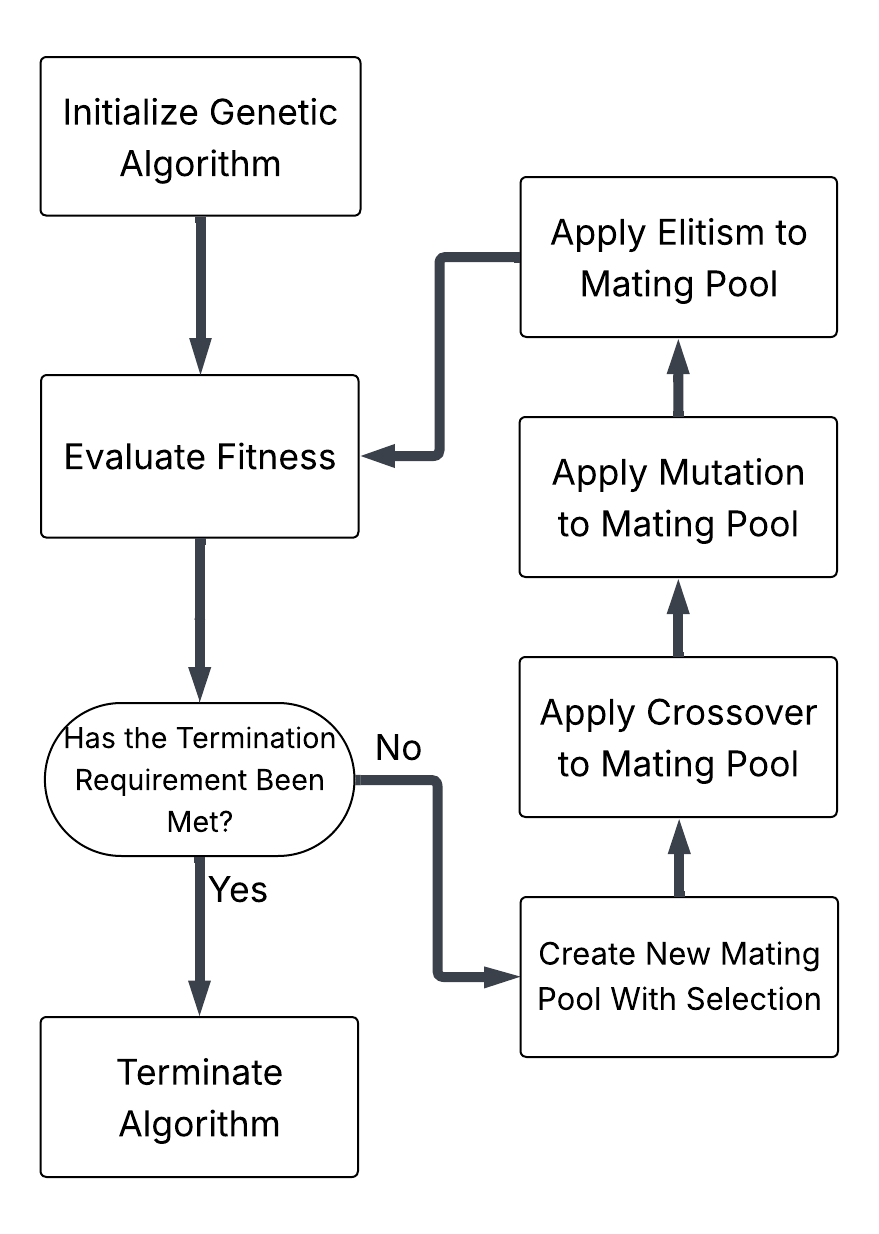 Initialize Genetic
Algorithm
Evaluate Fitness
Has the Termination
Requirement Been
Met?
No
Yes
Terminate
Algorithm
Create New Mating
Pool With Selection
Apply Crossover
to Mating Pool
Apply Mutation
to Mating Pool
Apply Elitism to
Mating Pool